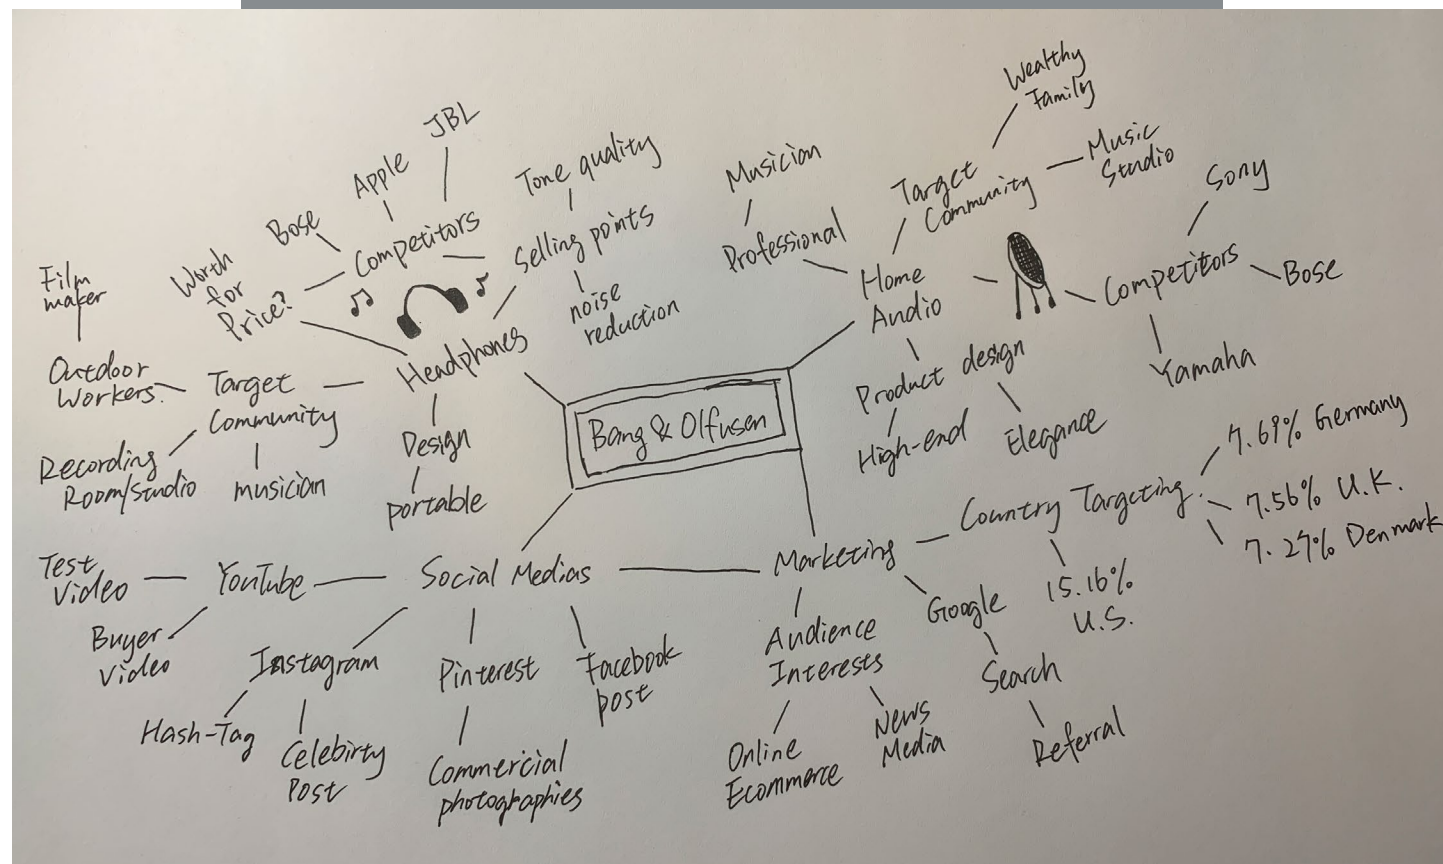 Wealthy
Family
Music
Studio
Target
Community
Musician
Professional
Home
Audio
Sony
Competitors
Bose
Yamaha
Product design
High-end
Elegance
JBL
Apple
Bose
Competitors
Tone quality
Selling points
noise
reduction
Worth
for
Price?
Headphones
Film
maker
Outdoor
Workers.
Target
Community
Recording
Room/Studio
musician
Design
portable
Bang & Olfusen
Social Medias
YouTube
Test
Video
Buyer
Video
Instagram
Hash-Tag
Celebirty
Post
Pinterest
Commercial
photographies
Facebook
post
Marketing
Country Targeting
7.69% Germany
7.56% U.K.
7.27% Denmark
15.16%
U.S.
Google
Search
Referral
Audience
Interests
Online
Ecommerce
News
Media